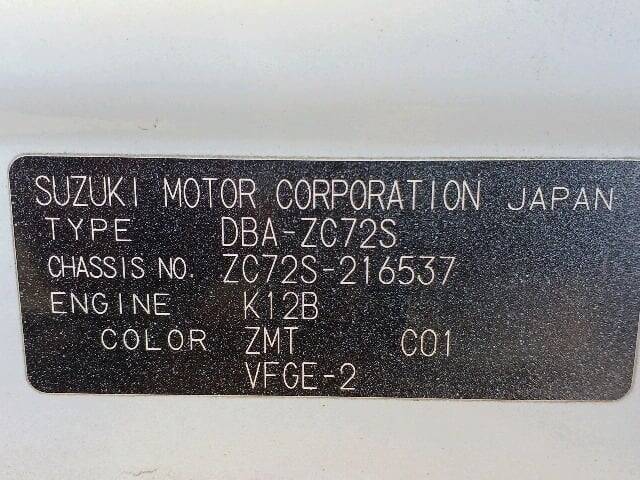 SUZUKI MOTOR CORPORATION JAPAN
TYPE DBA-ZC72S
CHASSIS NO. ZC72S-216537
ENGINE K12B
COLOR ZMT C01
VFGE-2